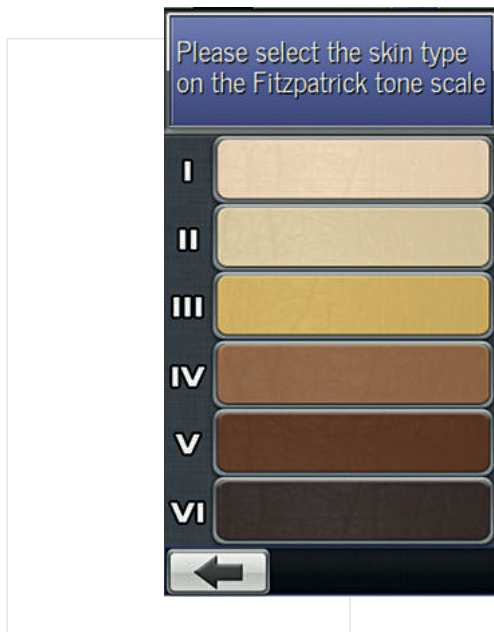 Please select the skin type
on the Fitzpatrick tone scale
I
II
III
IV
V
VI